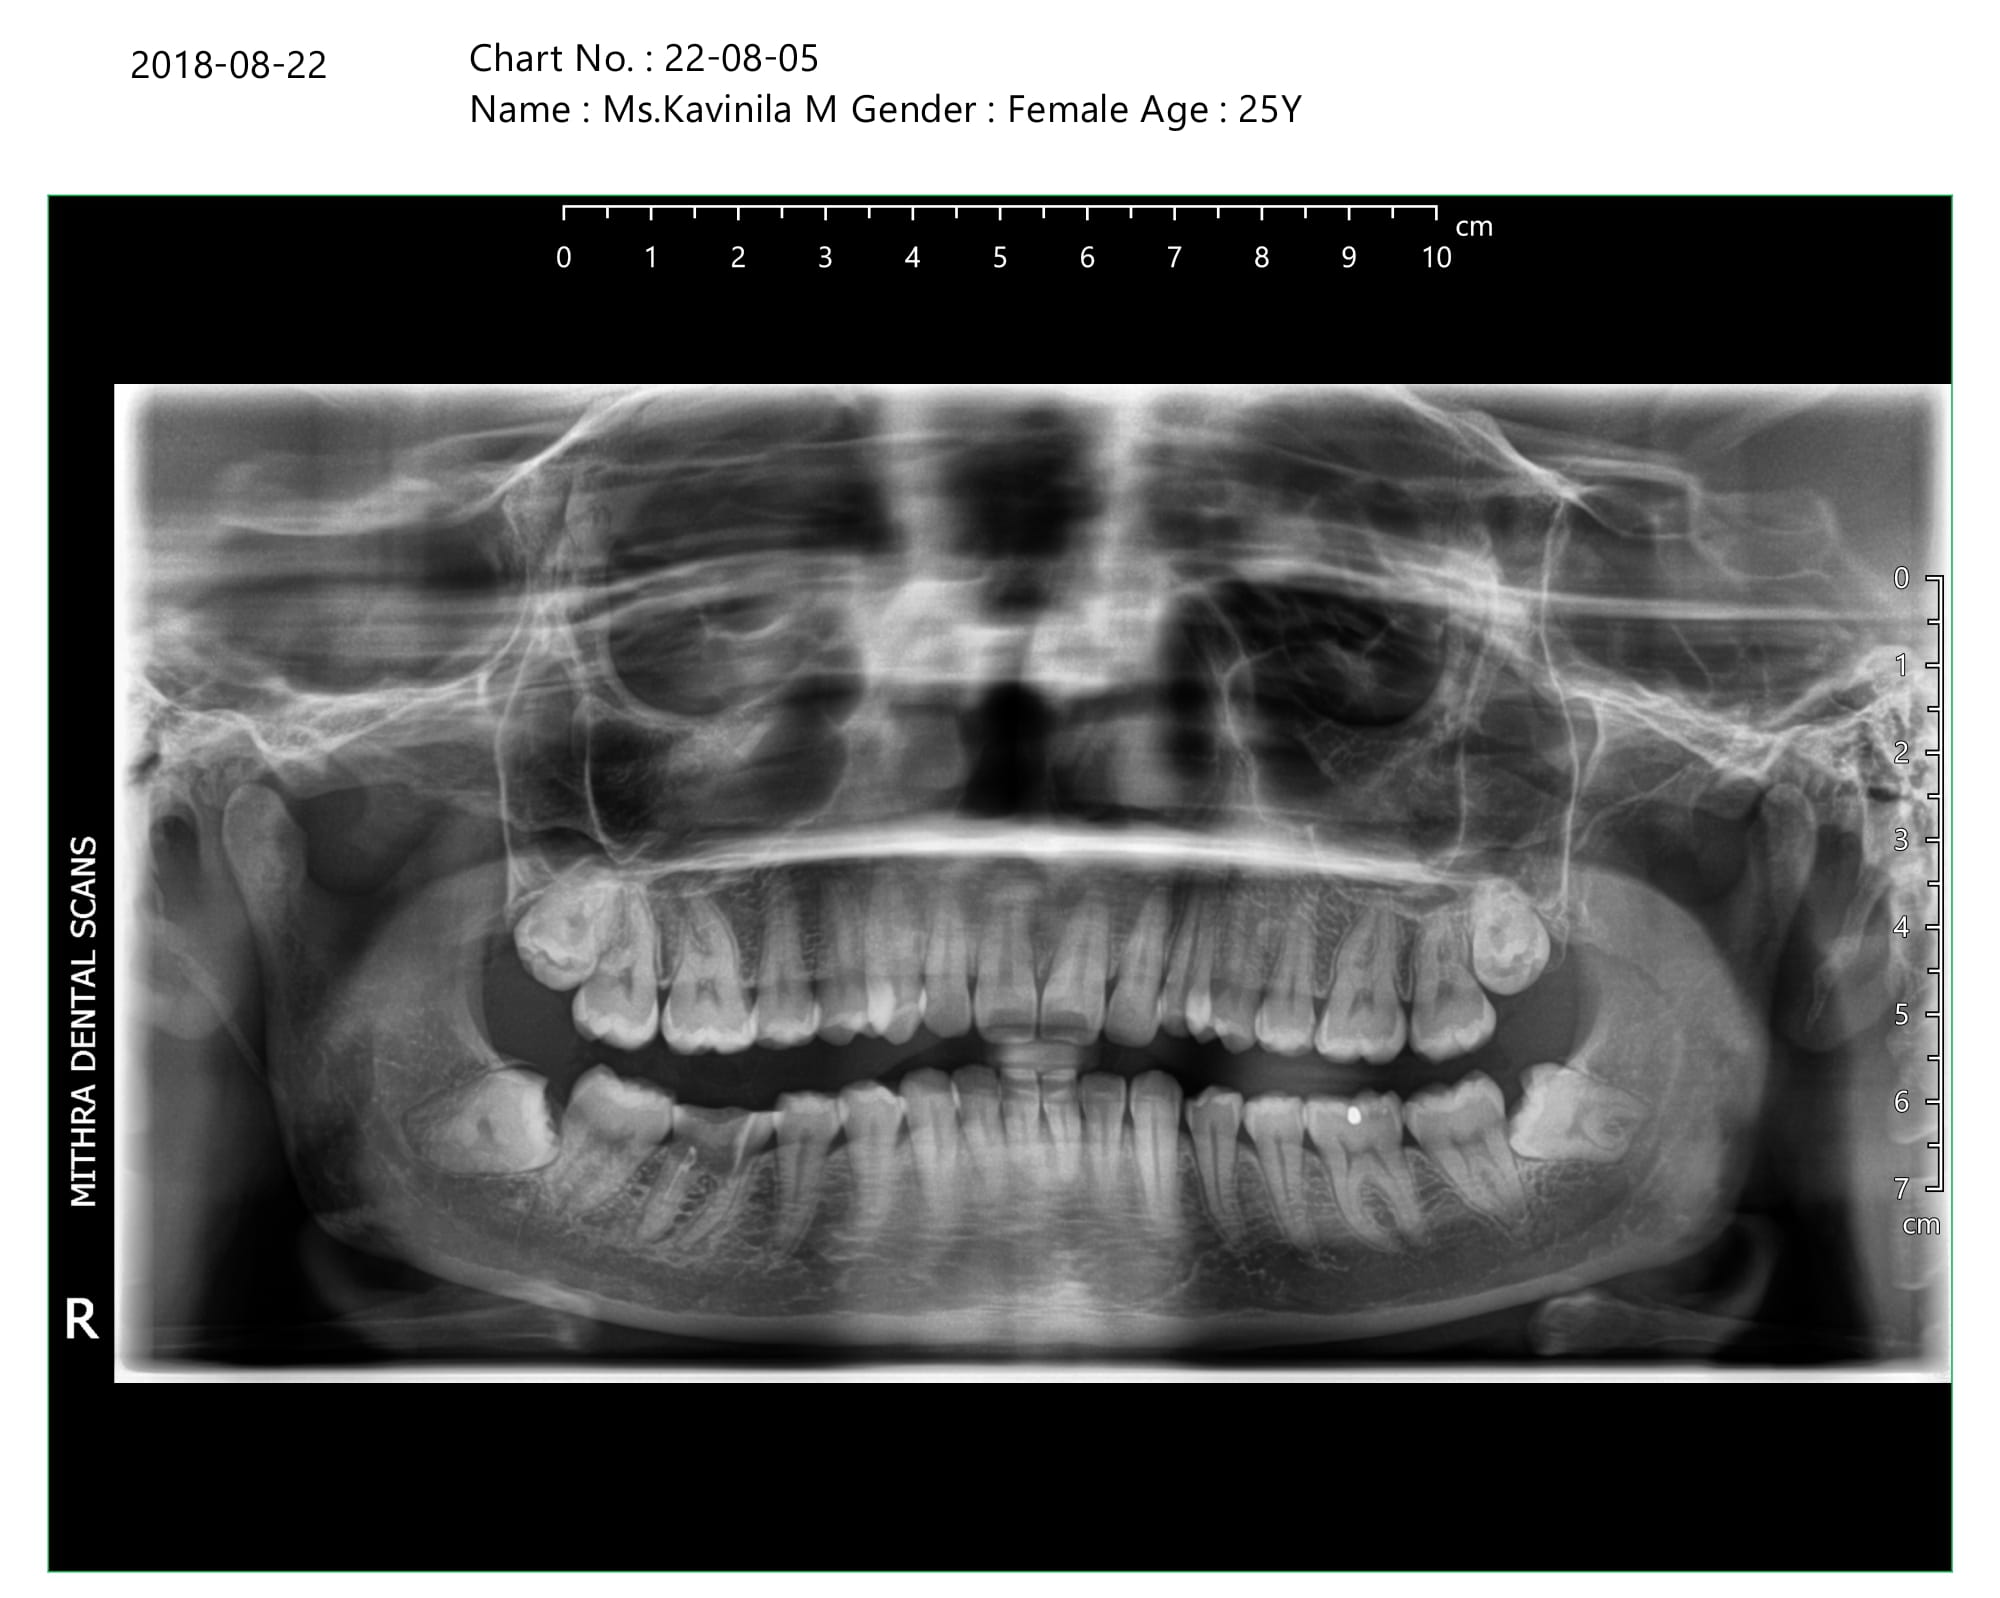 2018-08-22
Chart No. : 22-08-05
Name : Ms.Kavinila M Gender : Female Age : 25Y
cm
0 1 2 3 4 5 6 7 8 9 10
0
1
2
3
4
5
6
7
cm
MITHRA DENTAL SCANS
R